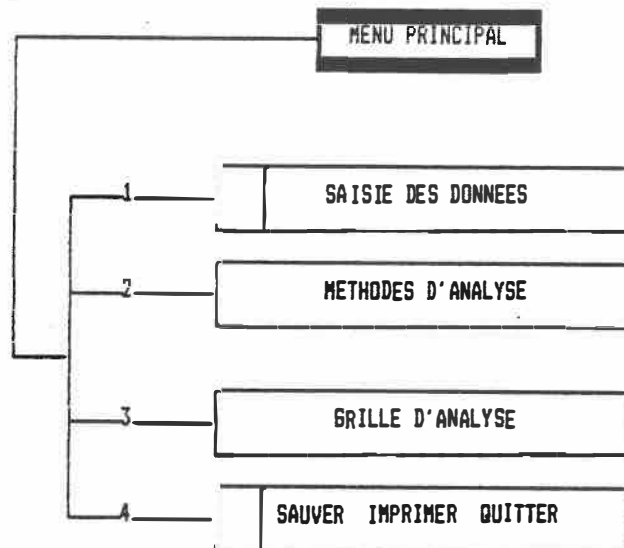 MENU PRINCIPAL
1 SAISIE DES DONNEES
2 METHODES D'ANALYSE
3 GRILLE D'ANALYSE
4 SAUVER IMPRIMER QUITTER